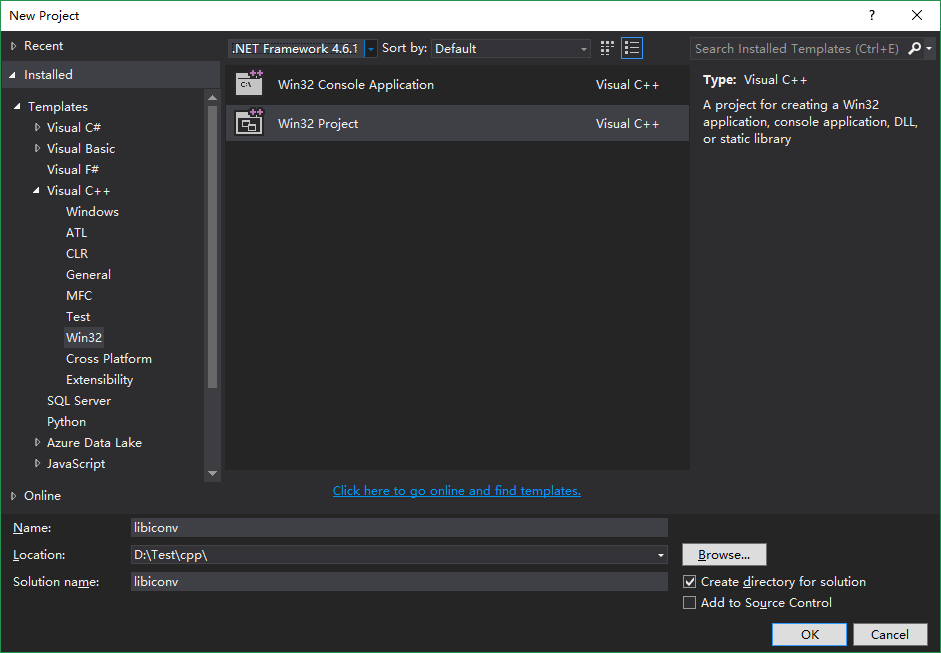 New Project
?
Recent
.NET Framework 4.6.1
Sort by:
Default
Search Installed Templates (Ctrl+E)
Installed
Templates
Visual C#
Visual Basic
Visual F#
Visual C++
Windows
ATL
CLR
General
MFC
Test
Win32
Cross Platform
Extensibility
SQL Server
Python
Azure Data Lake
JavaScript
Online
Win32 Console Application Visual C++
Win32 Project Visual C++
Click here to go online and find templates.
Type: Visual C++
A project for creating a Win32
application, console application, DLL,
or static library
Name: libiconv
Location: D:\Test\cpp\
Browse...
Solution name: libiconv
Create directory for solution
Add to Source Control
OK
Cancel